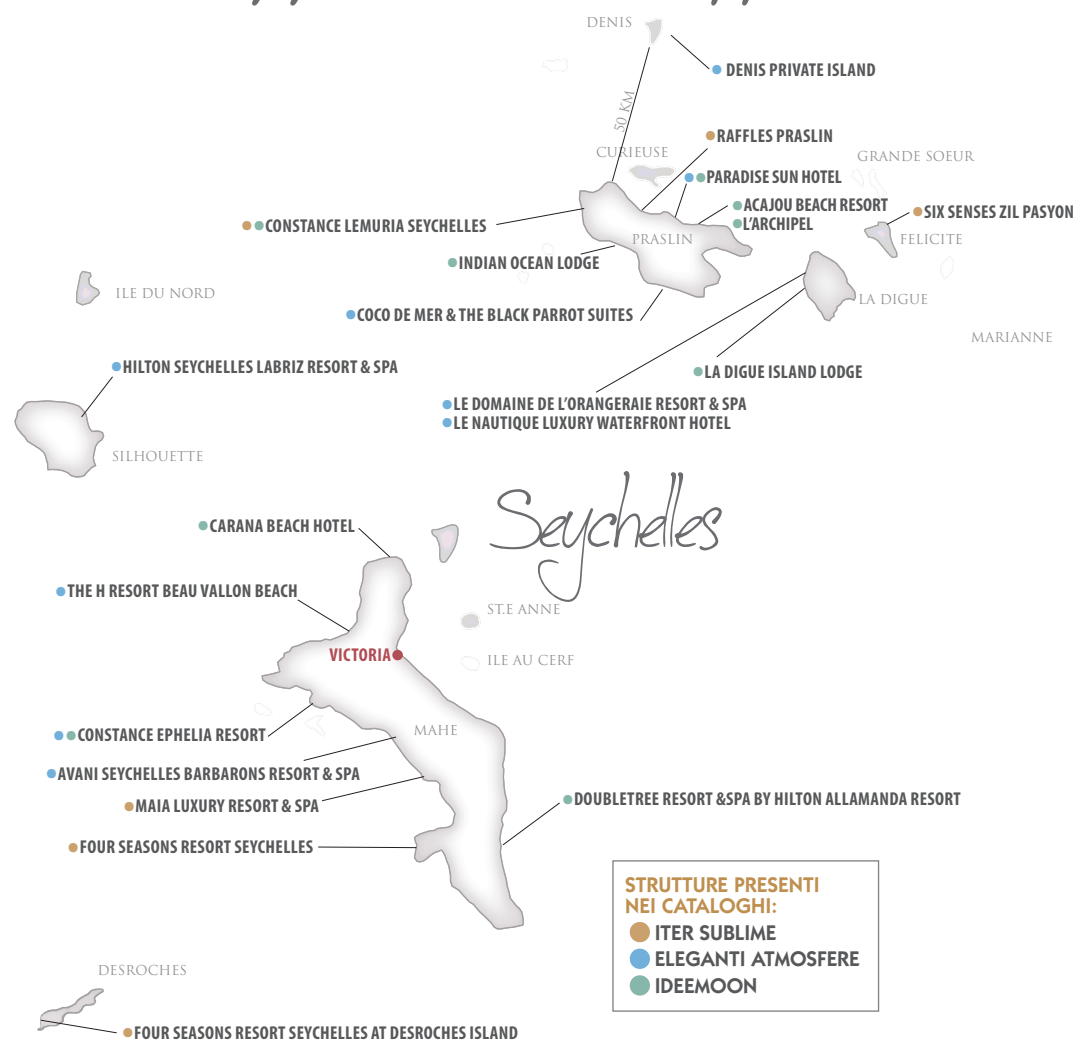 DENIS
DENIS PRIVATE ISLAND
50 KM
RAFFLES PRASLIN
CURIEUSE
GRANDE SOEUR
PARADISE SUN HOTEL
ACAJOU BEACH RESORT
L'ARCHIPEL
SIX SENSES ZIL PASYON
CONSTANCE LEMURIA SEYCHELLES
PRASLIN
FELICITE
INDIAN OCEAN LODGE
ILE DU NORD
LA DIGUE
COCO DE MER & THE BLACK PARROT SUITES
MARIANNE
HILTON SEYCHELLES LABRIZ RESORT & SPA
LA DIGUE ISLAND LODGE
LE DOMAINE DE L'ORANGERAIE RESORT & SPA
LE NAUTIQUE LUXURY WATERFRONT HOTEL
SILHOUETTE
Seychelles
CARANA BEACH HOTEL
THE H RESORT BEAU VALLON BEACH
ST.E ANNE
VICTORIA
ILE AU CERF
CONSTANCE EPHELIA RESORT
MAHE
AVANI SEYCHELLES BARBARONS RESORT & SPA
MAIA LUXURY RESORT & SPA
DOUBLETREE RESORT &SPA BY HILTON ALLAMANDA RESORT
FOUR SEASONS RESORT SEYCHELLES
STRUTTURE PRESENTI
NEI CATALOGHI:
ITER SUBLIME
ELEGANTI ATMOSFERE
IDEEMOON
DESROCHES
FOUR SEASONS RESORT SEYCHELLES AT DESROCHES ISLAND